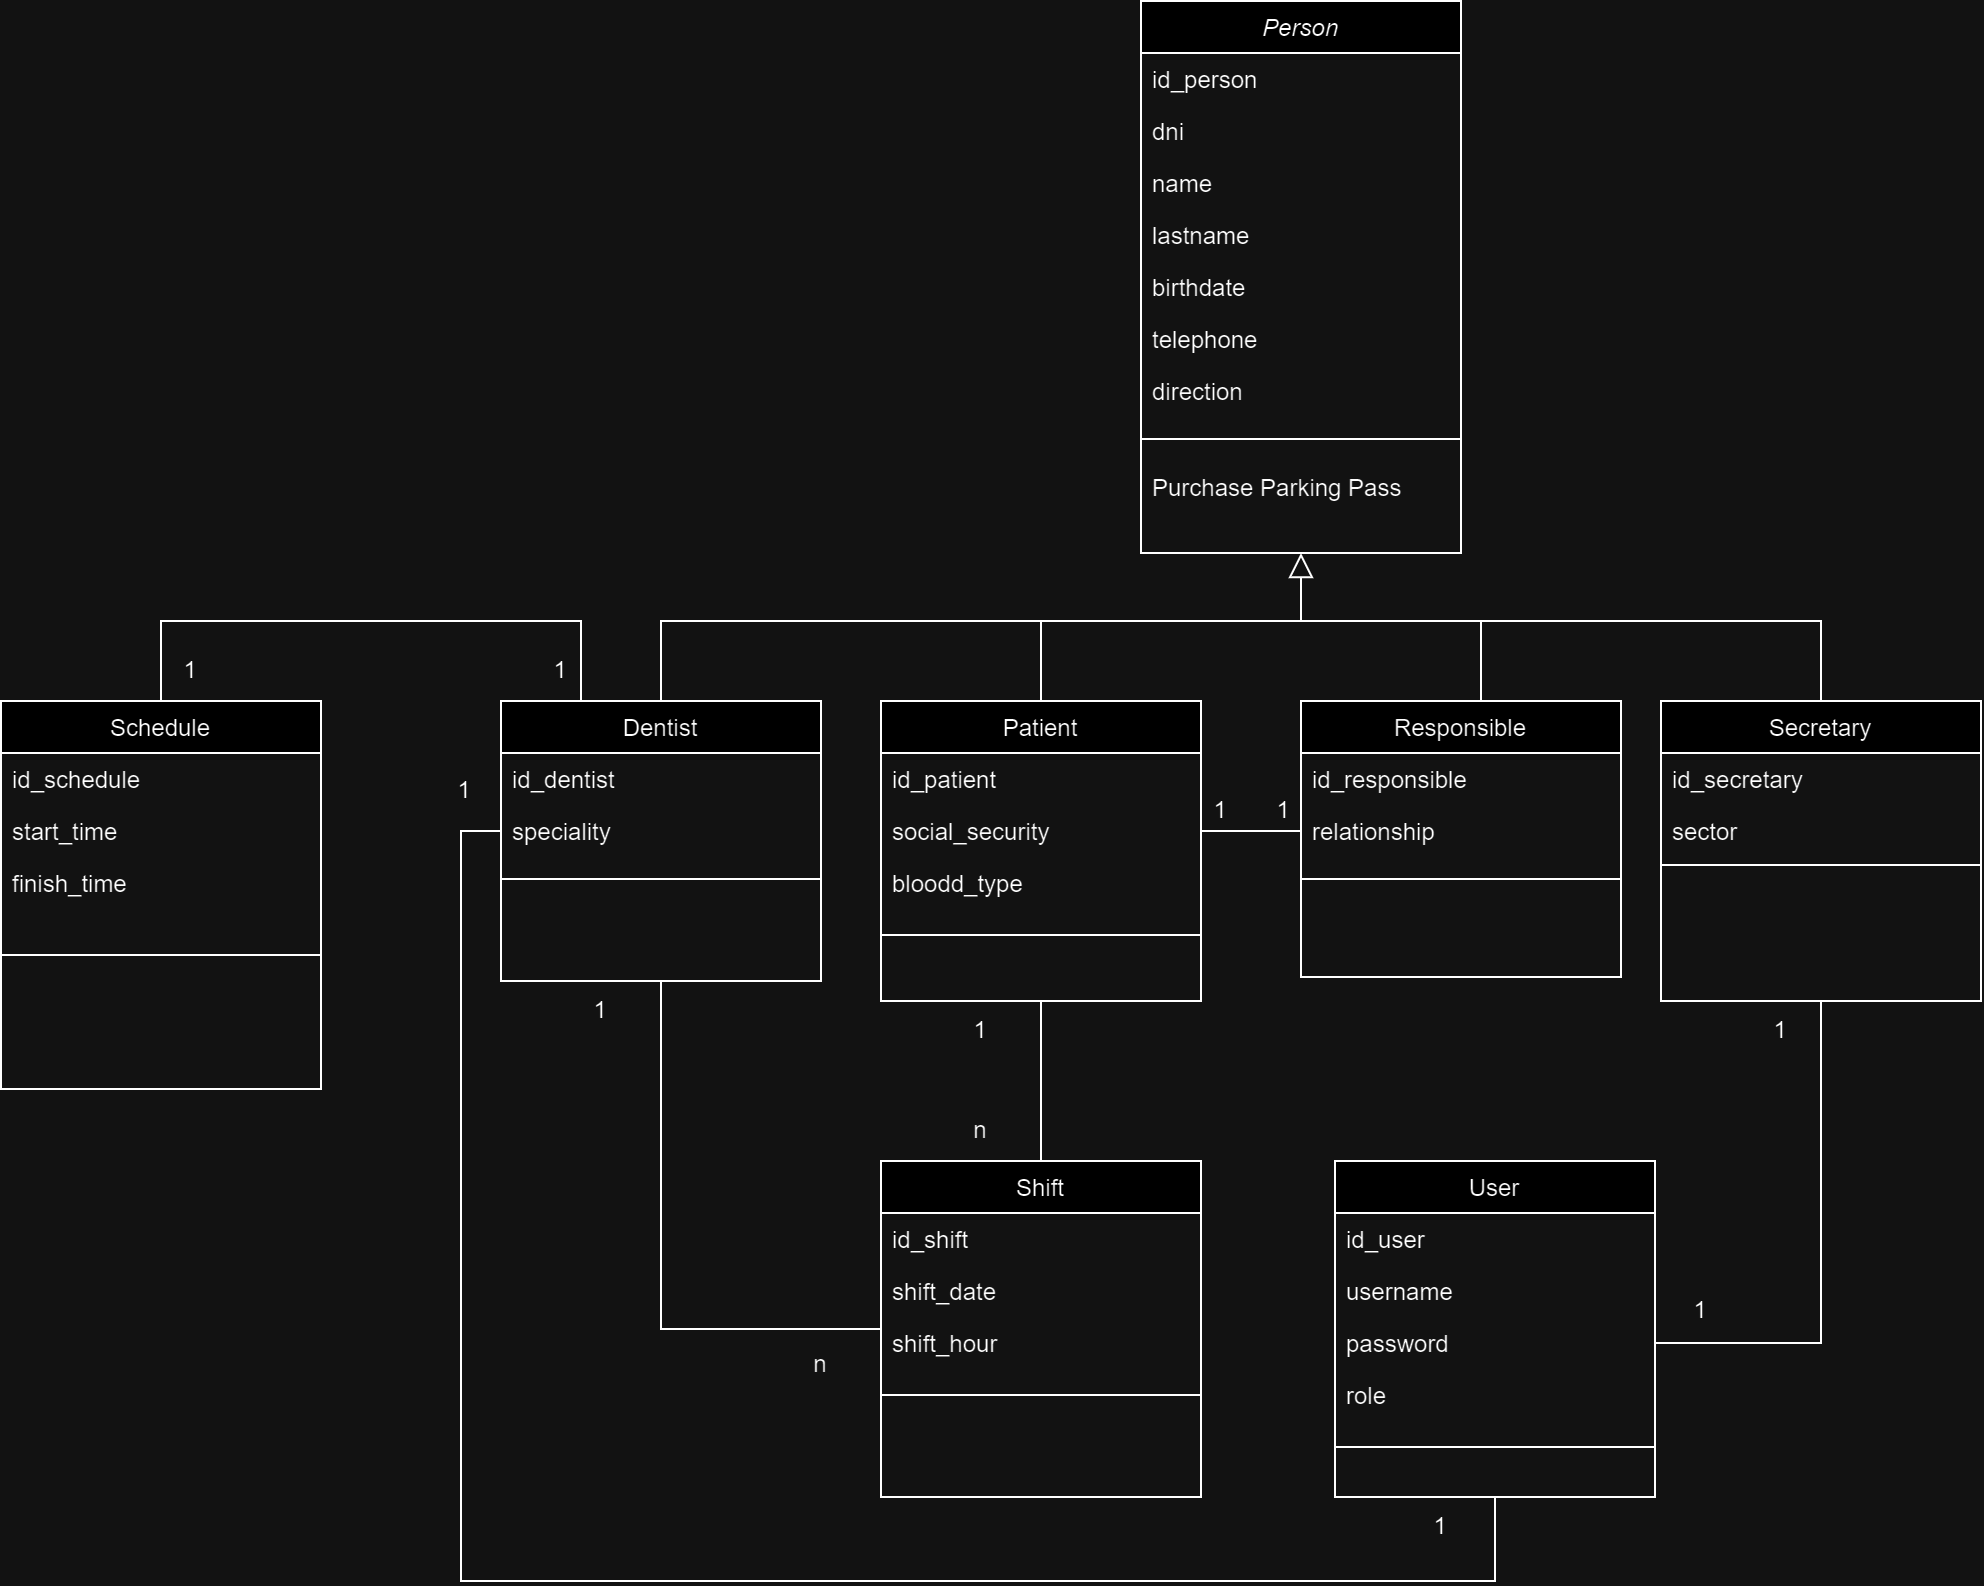 Person
id_person
dni
name
lastname
birthdate
telephone
direction
Purchase Parking Pass
1
1
Schedule
id_schedule
start_time
finish_time
Dentist
id_dentist
speciality
1
1
Patient
id_patient
social_security
bloodd_type
1
1
1
Responsible
id_responsible
relationship
Secretary
id_secretary
sector
1
n
n
Shift
id_shift
shift_date
shift_hour
User
id_user
username
password
role
1
1